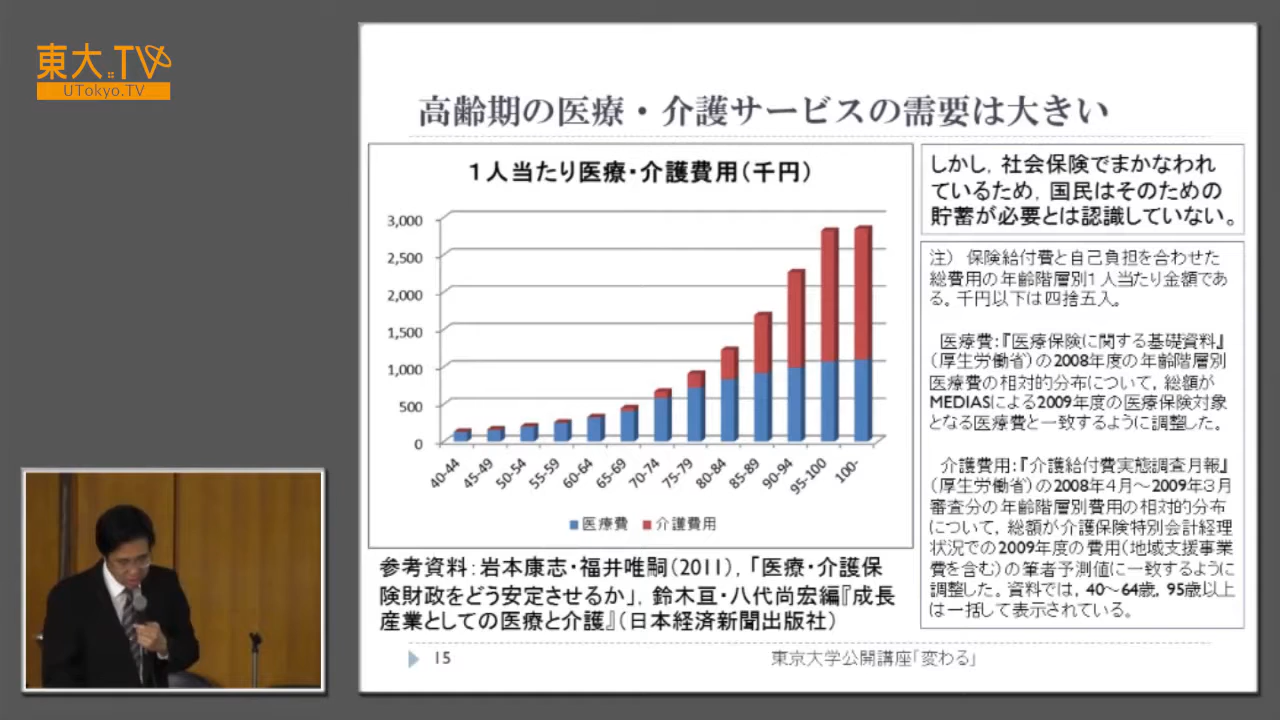 東大.TV
UTokyo.TV
高齢期の医療・介護サービスの需要は大きい
1人当たり医療・介護費用(千円)
3,000
2,500
2,000
1,500
1,000
500
0
40-44
45-49
50-54
55-59
60-64
65-69
70-74
75-79
80-84
85-89
90-94
95-100
100-
医療費
介護費用
しかし,社会保険でまかなわれ
ているため,国民はそのための
貯蓄が必要とは認識していない。
注) 保険給付費と自己負担を合わせた
総費用の年齢階層別1人当たり金額であ
る。千円以下は四捨五入。
医療費:『医療保険に関する基礎資料』
(厚生労働省)の2008年度の年齢階層別
医療費の相対的分布について,総額が
MEDIASによる2009年度の医療保険対象
となる医療費と一致するように調整した。
介護費用:『介護給付費実態調査月報』
(厚生労働省)の2008年4月~2009年3月
審査分の年齢階層別費用の相対的分布
について,総額が介護保険特別会計経理
状況での2009年度の費用(地域支援事業
費を含む)の筆者予測値に一致するように
調整した。資料では,40~64歳,95歳以上
は一括して表示されている。
参考資料:岩本康志・福井唯嗣(2011),「医療・介護保
険財政をどう安定させるか」,鈴木亘・八代尚宏編『成長
産業としての医療と介護』(日本経済新聞出版社)
15
東京大学公開講座「変わる」